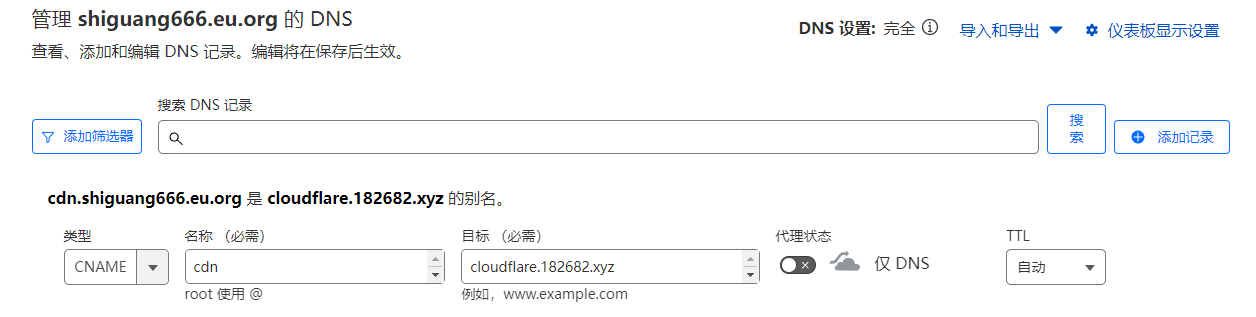 管理 shiguang666.eu.org 的 DNS
DNS 设置: 完全
导入和导出
仪表板显示设置
查看、添加和编辑 DNS 记录。编辑将在保存后生效。
搜索 DNS 记录
添加筛选器
搜
索
添加记录
cdn.shiguang666.eu.org 是 cloudflare.182682.xyz 的别名。
类型
名称 （必需）
目标 （必需）
代理状态
TTL
CNAME
cdn
cloudflare.182682.xyz
仅 DNS
自动
root 使用 @
例如，www.example.com